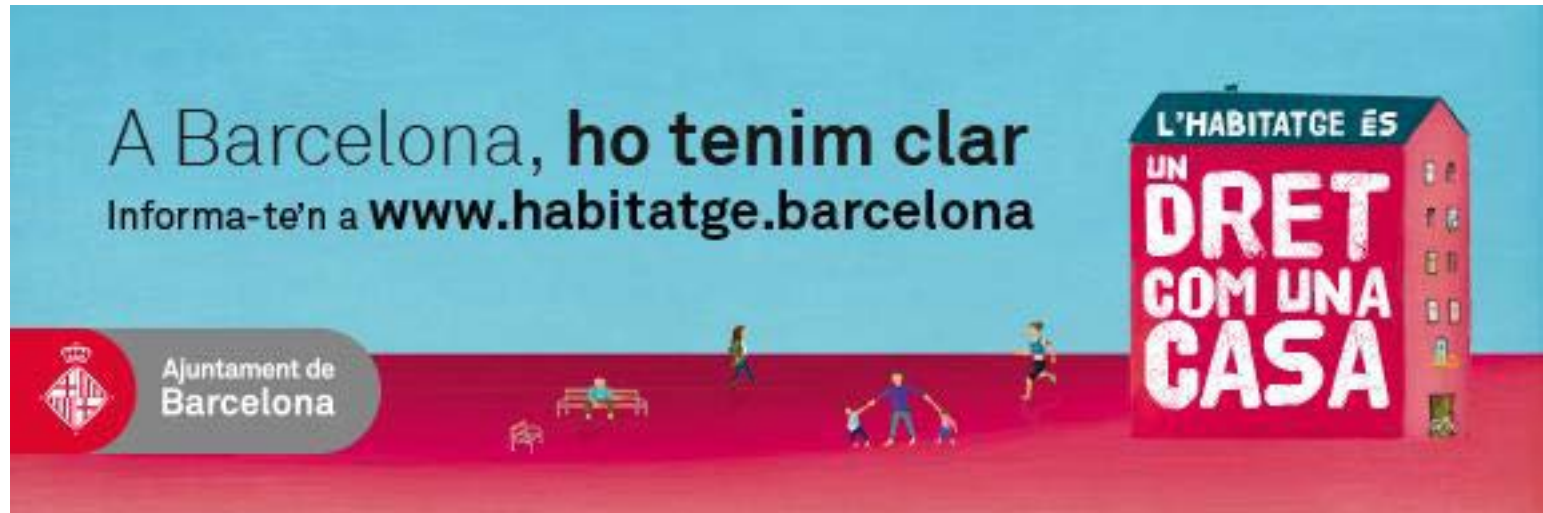 A Barcelona, ho tenim clar
Informa-te'n a www.habitatge.barcelona
L'HABITATGE ÉS
UN
DRET
COM UNA
CASA
Ajuntament de
Barcelona